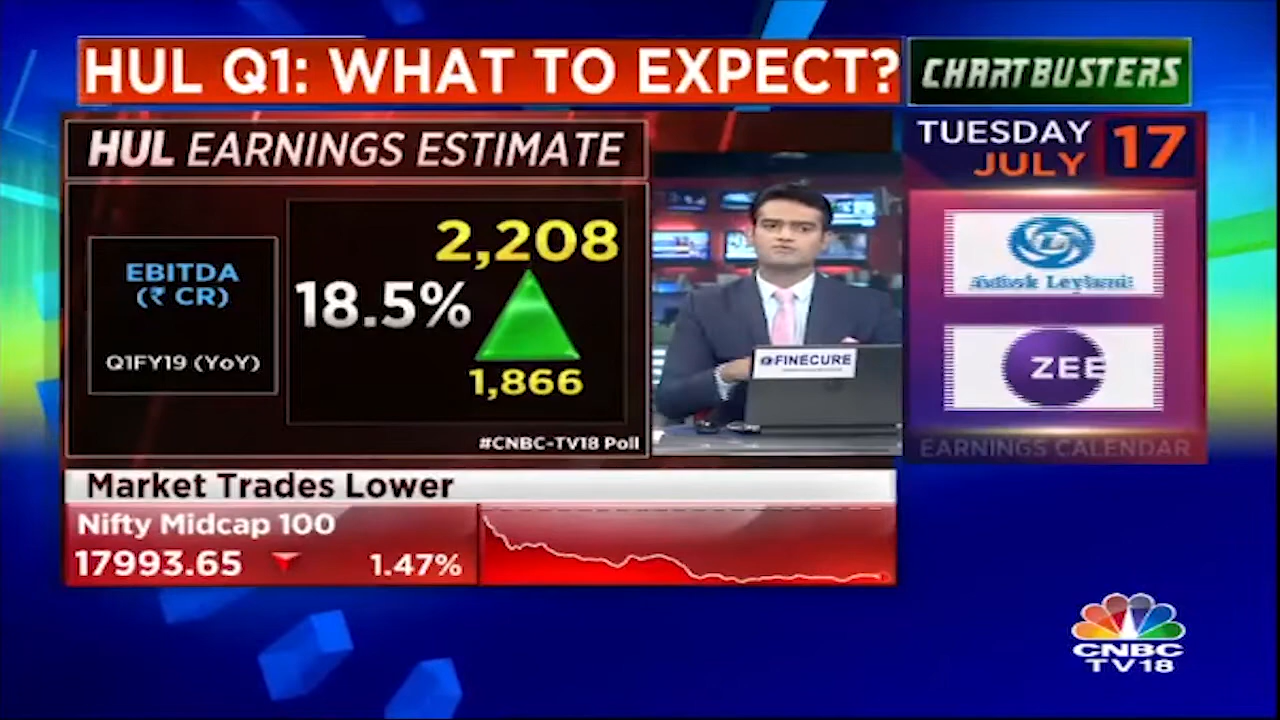 HUL Q1: WHAT TO EXPECT?
CHARTBUSTERS
HUL EARNINGS ESTIMATE
EBITDA
(₹ CR)
Q1FY19 (YoY)
2,208
18.5%
1,866
#CNBC-TV18 Poll
FINECURE
TUESDAY
JULY 17
Ashok Leyland
ZEE
EARNINGS CALENDAR
Market Trades Lower
Nifty Midcap 100
17993.65 1.47%
CNBC
TV18